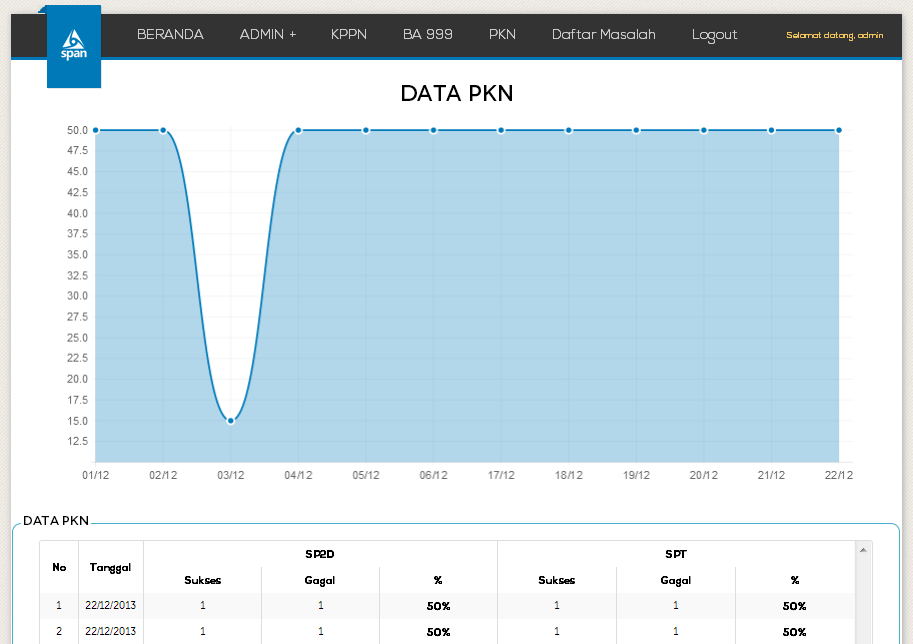 span
BERANDA ADMIN + KPPN BA 999 PKN Daftar Masalah Logout Selamat datang, admin
DATA PKN
50.0
47.5
45.0
42.5
40.0
37.5
35.0
32.5
30.0
27.5
25.0
22.5
20.0
17.5
15.0
12.5
01/12 02/12 03/12 04/12 05/12 06/12 17/12 18/12 19/12 20/12 21/12 22/12
DATA PKN
No Tanggal SP2D SPT
Sukses Gagal % Sukses Gagal %
1 22/12/2013 1 1 50% 1 1 50%
2 22/12/2013 1 1 50% 1 1 50%